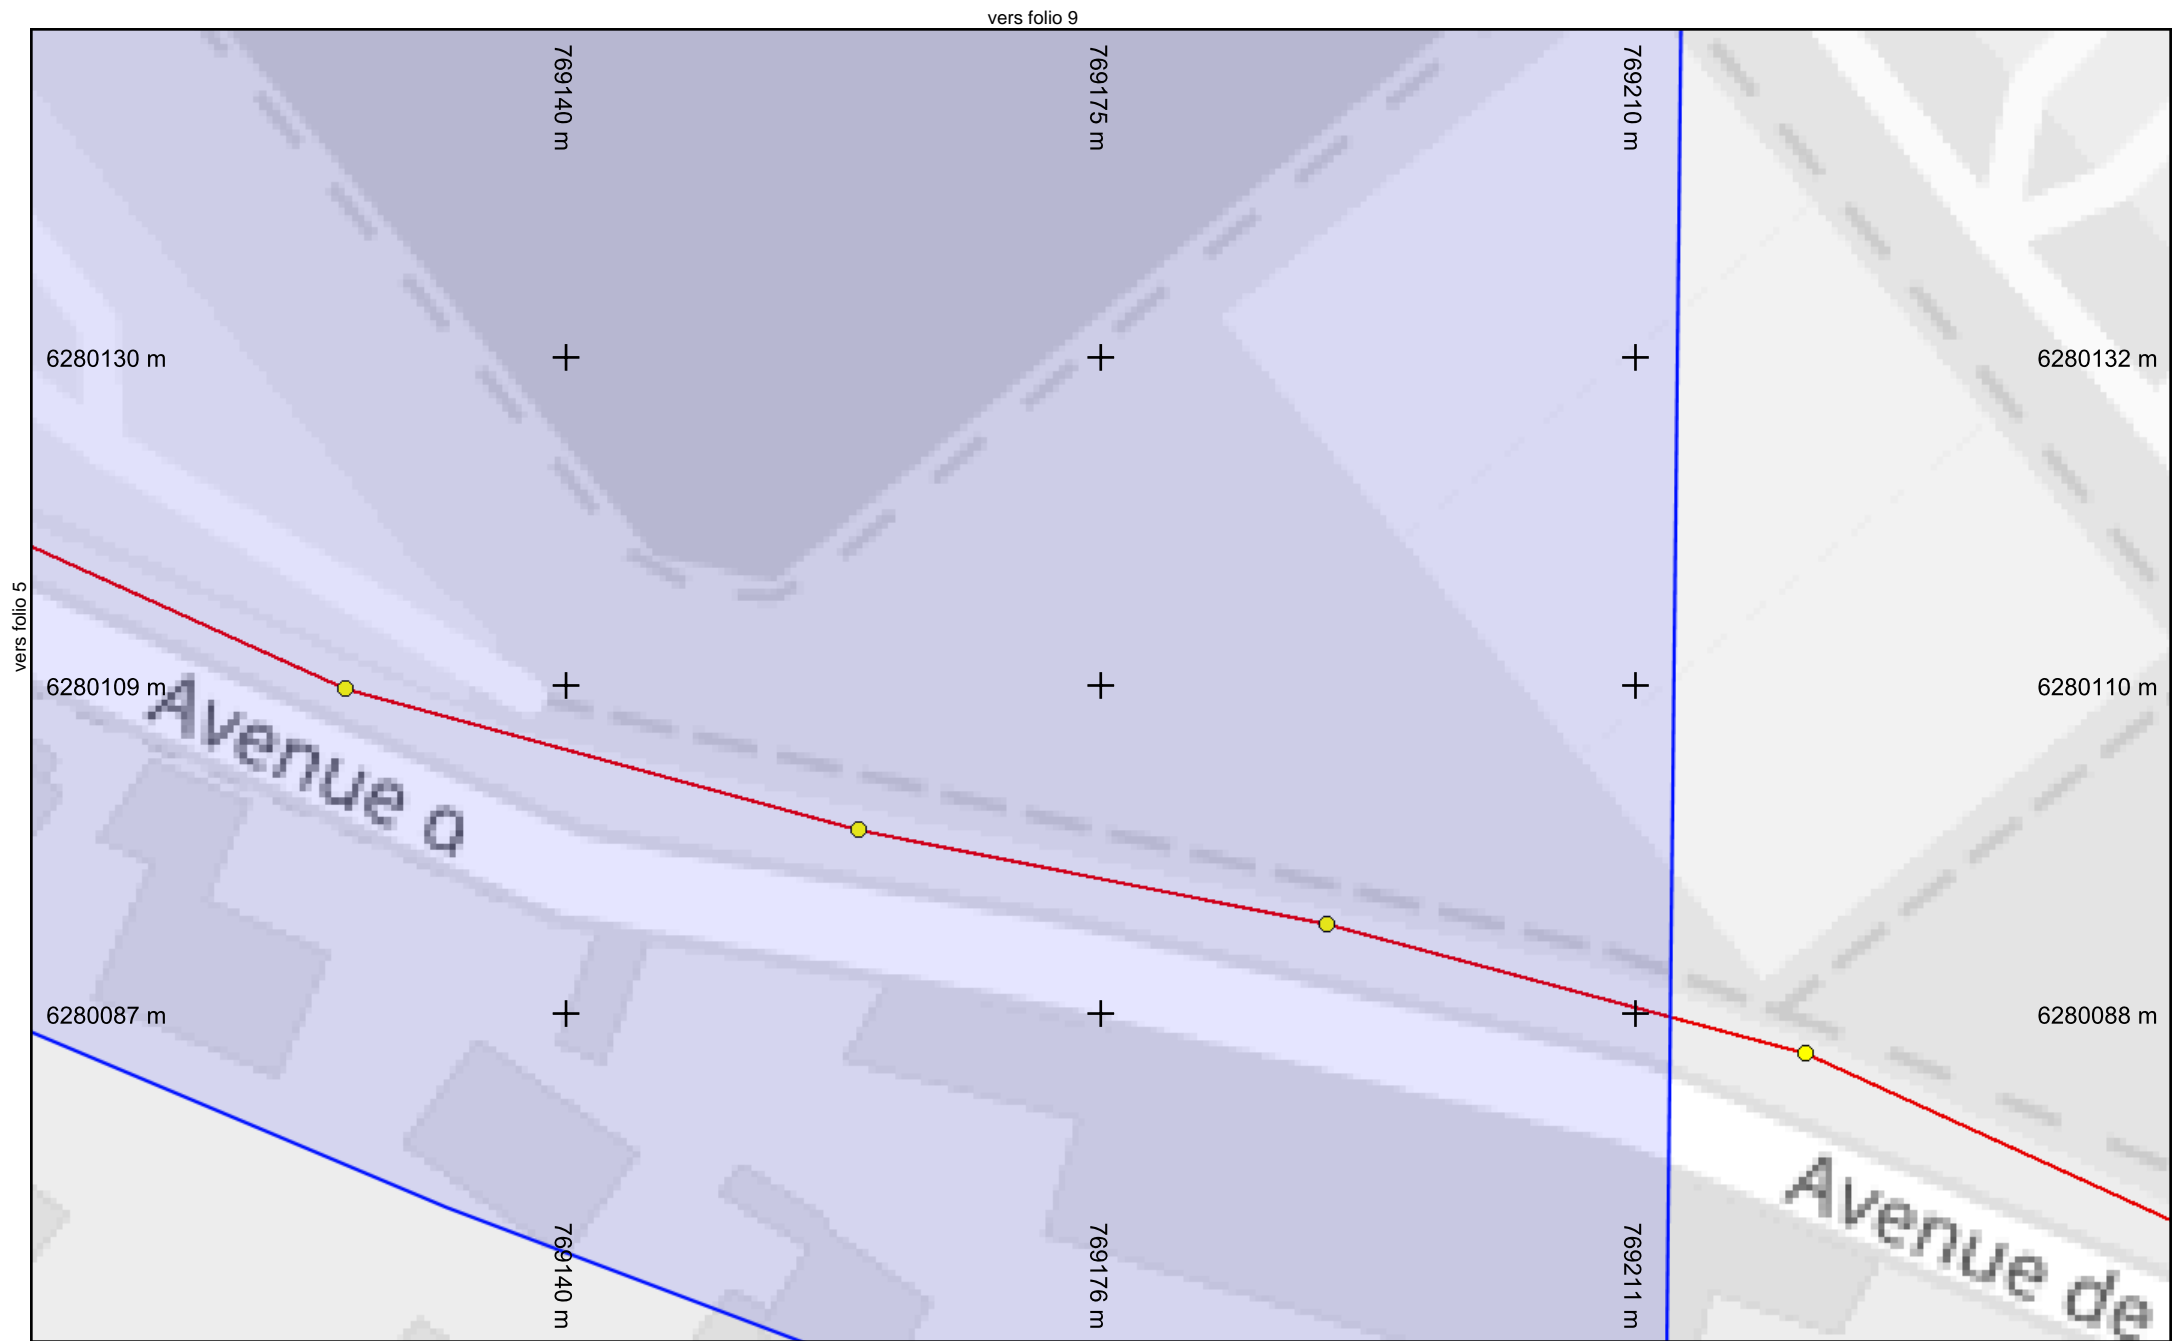 vers folio 9
769140 m
769175 m
769210 m
6280130 m
6280132 m
vers folio 5
6280109 m
6280110 m
Avenue d
6280087 m
6280088 m
Avenue de
769140 m
769176 m
769211 m